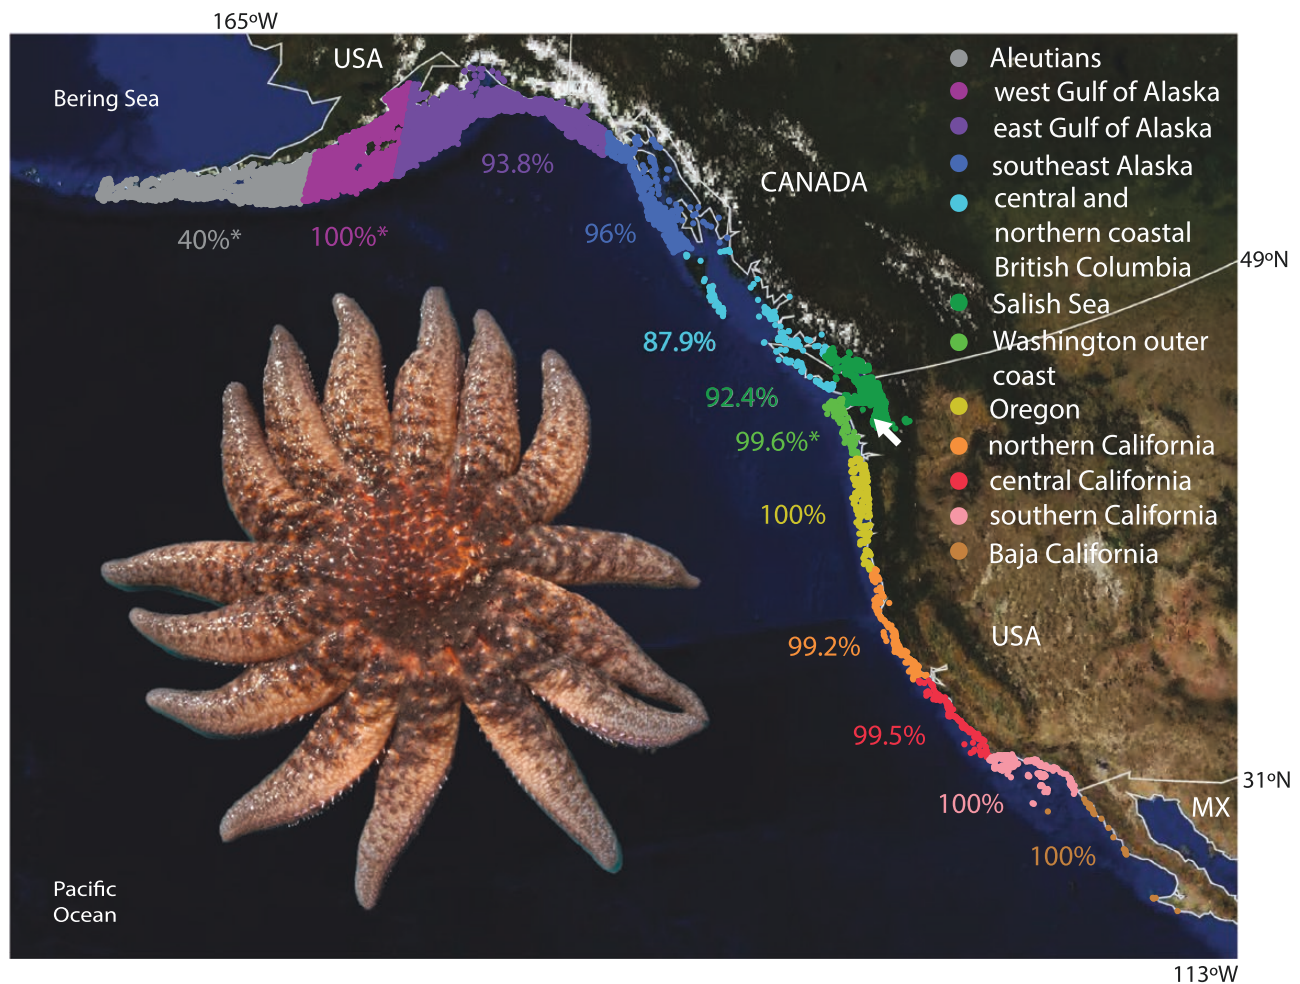 165ºW
USA
Bering Sea
CANADA
93.8%
40%*
100%*
96%
87.9%
92.4%
99.6%*
100%
99.2%
99.5%
100%
100%
Aleutians
west Gulf of Alaska
east Gulf of Alaska
southeast Alaska
central and
northern coastal
British Columbia
Salish Sea
Washington outer
coast
Oregon
northern California
central California
southern California
Baja California
49ºN
USA
31ºN
MX
Pacific
Ocean
113ºW